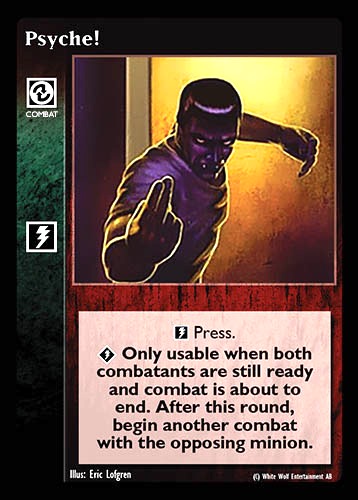 Psyche!
COMBAT
Press.
Only usable when both
combatants are still ready
and combat is about to
end. After this round,
begin another combat
with the opposing minion.
Illus: Eric Lofgren
(C) White Wolf Entertainment AB